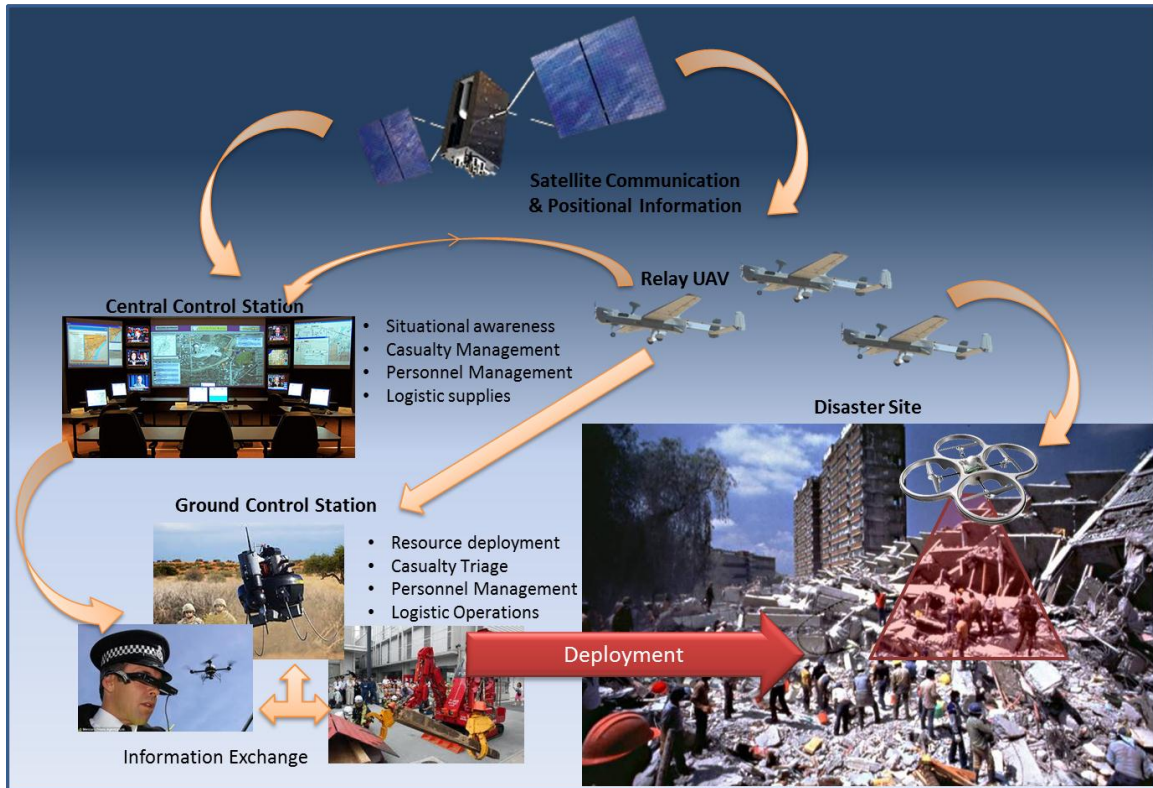 Satellite Communication
& Positional Information
Relay UAV
Central Control Station
• Situational awareness
• Casualty Management
• Personnel Management
• Logistic supplies
Disaster Site
Ground Control Station
• Resource deployment
• Casualty Triage
• Personnel Management
• Logistic Operations
Deployment
Information Exchange